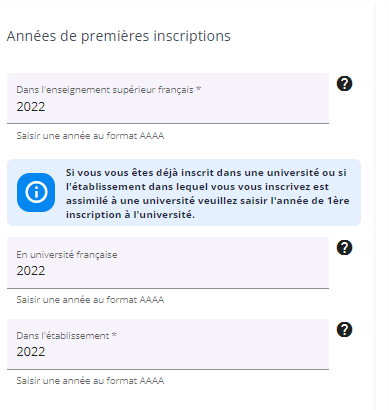 Années de premières inscriptions
Dans l'enseignement supérieur français *
2022
Saisir une année au format AAAA
Si vous vous êtes déjà inscrit dans une université ou si
l'établissement dans lequel vous vous inscrivez est
assimilé à une université veuillez saisir l'année de 1ère
inscription à l'université.
En université française
2022
Saisir une année au format AAAA
Dans l'établissement *
2022
Saisir une année au format AAAA